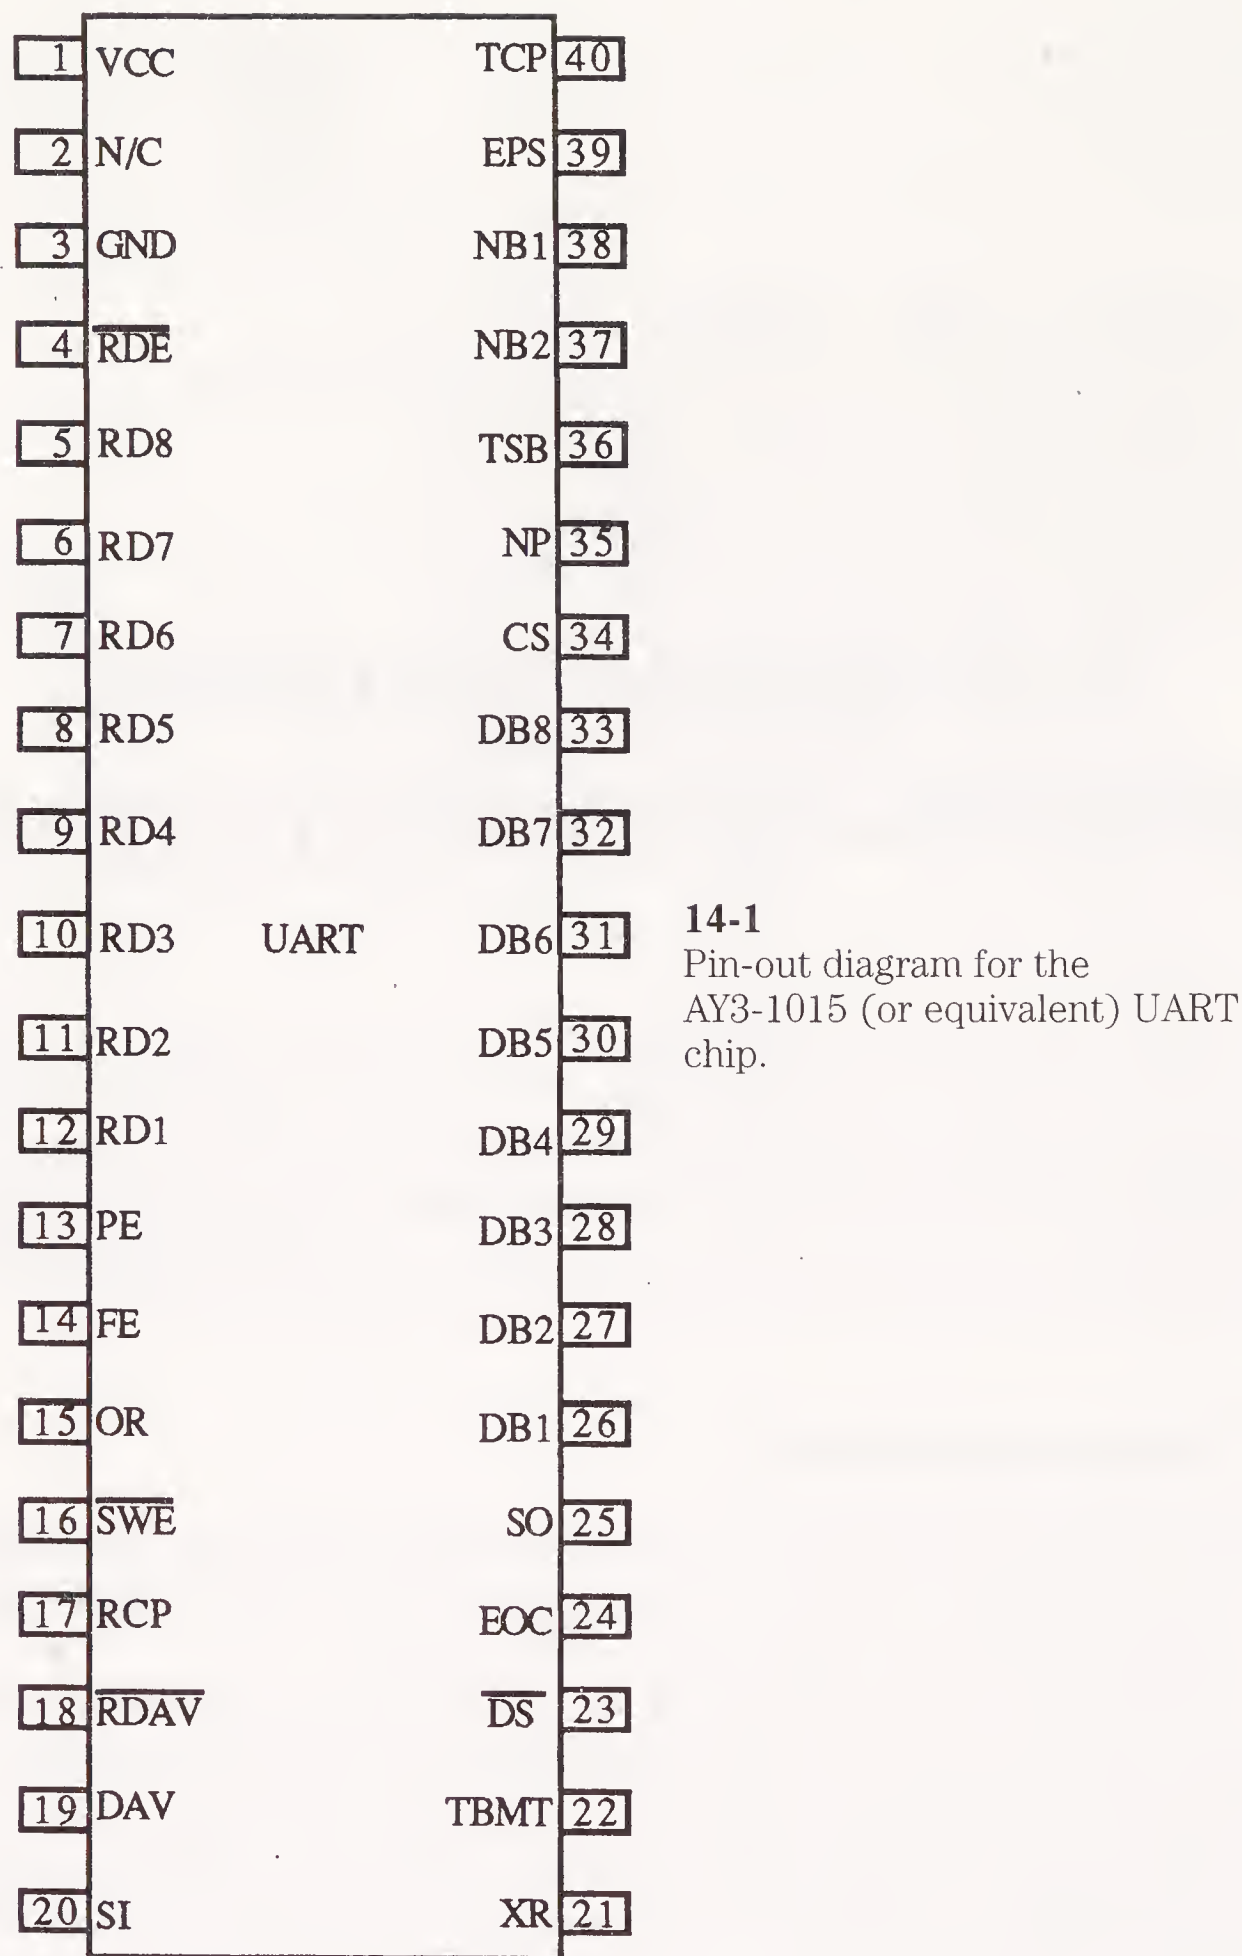 1 VCC TCP 40
2 N/C EPS 39
3 GND NB1 38
4 R̅D̅E̅ NB2 37
5 RD8 TSB 36
6 RD7 NP 35
7 RD6 CS 34
8 RD5 DB8 33
9 RD4 DB7 32
10 RD3 UART DB6 31
11 RD2 DB5 30
12 RD1 DB4 29
13 PE DB3 28
14 FE DB2 27
15 OR DB1 26
16 S̅W̅E̅ SO 25
17 RCP EOC 24
18 R̅D̅A̅V̅ D̅S̅ 23
19 DAV TBMT 22
20 SI XR 21
14-1
Pin-out diagram for the
AY3-1015 (or equivalent) UART
chip.